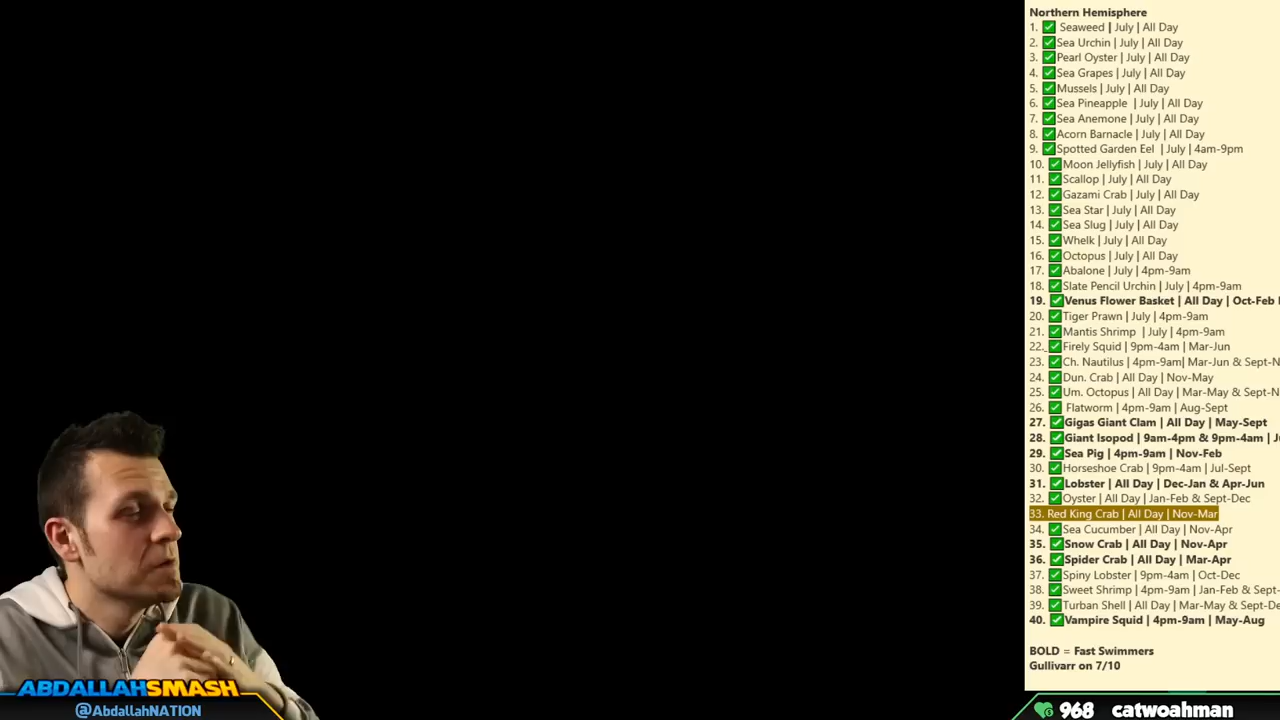 Northern Hemisphere
1. ✅ Seaweed | July | All Day
2. ✅Sea Urchin | July | All Day
3. ✅Pearl Oyster | July | All Day
4. ✅Sea Grapes | July | All Day
5. ✅Mussels | July | All Day
6. ✅Sea Pineapple | July | All Day
7. ✅Sea Anemone | July | All Day
8. ✅Acorn Barnacle | July | All Day
9. ✅Spotted Garden Eel | July | 4am-9pm
10. ✅Moon Jellyfish | July | All Day
11. ✅Scallop | July | All Day
12. ✅Gazami Crab | July | All Day
13. ✅Sea Star | July | All Day
14. ✅Sea Slug | July | All Day
15. ✅Whelk | July | All Day
16. ✅Octopus | July | All Day
17. ✅Abalone | July | 4pm-9am
18. ✅Slate Pencil Urchin | July | 4pm-9am
19. ✅Venus Flower Basket | All Day | Oct-Feb
20. ✅Tiger Prawn | July | 4pm-9am
21. ✅Mantis Shrimp | July | 4pm-9am
22. ✅Firely Squid | 9pm-4am | Mar-Jun
23. ✅Ch. Nautilus | 4pm-9am| Mar-Jun & Sept-N
24. ✅Dun. Crab | All Day | Nov-May
25. ✅Um. Octopus | All Day | Mar-May & Sept-N
26. ✅ Flatworm | 4pm-9am | Aug-Sept
27. ✅Gigas Giant Clam | All Day | May-Sept
28. ✅Giant Isopod | 9am-4pm & 9pm-4am | J
29. ✅Sea Pig | 4pm-9am | Nov-Feb
30. ✅Horseshoe Crab | 9pm-4am | Jul-Sept
31. ✅Lobster | All Day | Dec-Jan & Apr-Jun
32. ✅Oyster | All Day | Jan-Feb & Sept-Dec
33. Red King Crab | All Day | Nov-Mar
34. ✅Sea Cucumber | All Day | Nov-Apr
35. ✅Snow Crab | All Day | Nov-Apr
36. ✅Spider Crab | All Day | Mar-Apr
37. ✅Spiny Lobster | 9pm-4am | Oct-Dec
38. ✅Sweet Shrimp | 4pm-9am | Jan-Feb & Sept-
39. ✅Turban Shell | All Day | Mar-May & Sept-De
40. ✅Vampire Squid | 4pm-9am | May-Aug
BOLD = Fast Swimmers
Gullivarr on 7/10
ABDALLAHSMASH
@AbdallahNATION
968 catwoahman